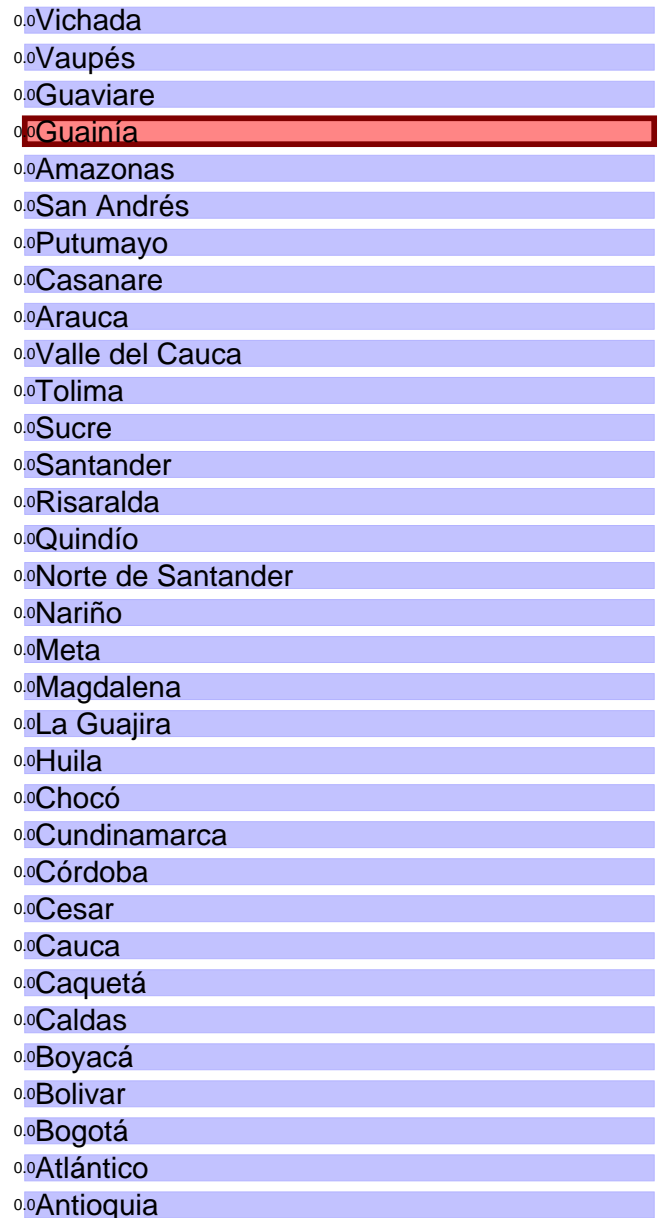 0.0Vichada
0.0Vaupés
0.0Guaviare
0.0Guainía
0.0Amazonas
0.0San Andrés
0.0Putumayo
0.0Casanare
0.0Arauca
0.0Valle del Cauca
0.0Tolima
0.0Sucre
0.0Santander
0.0Risaralda
0.0Quindío
0.0Norte de Santander
0.0Nariño
0.0Meta
0.0Magdalena
0.0La Guajira
0.0Huila
0.0Chocó
0.0Cundinamarca
0.0Córdoba
0.0Cesar
0.0Cauca
0.0Caquetá
0.0Caldas
0.0Boyacá
0.0Bolivar
0.0Bogotá
0.0Atlántico
0.0Antioquia